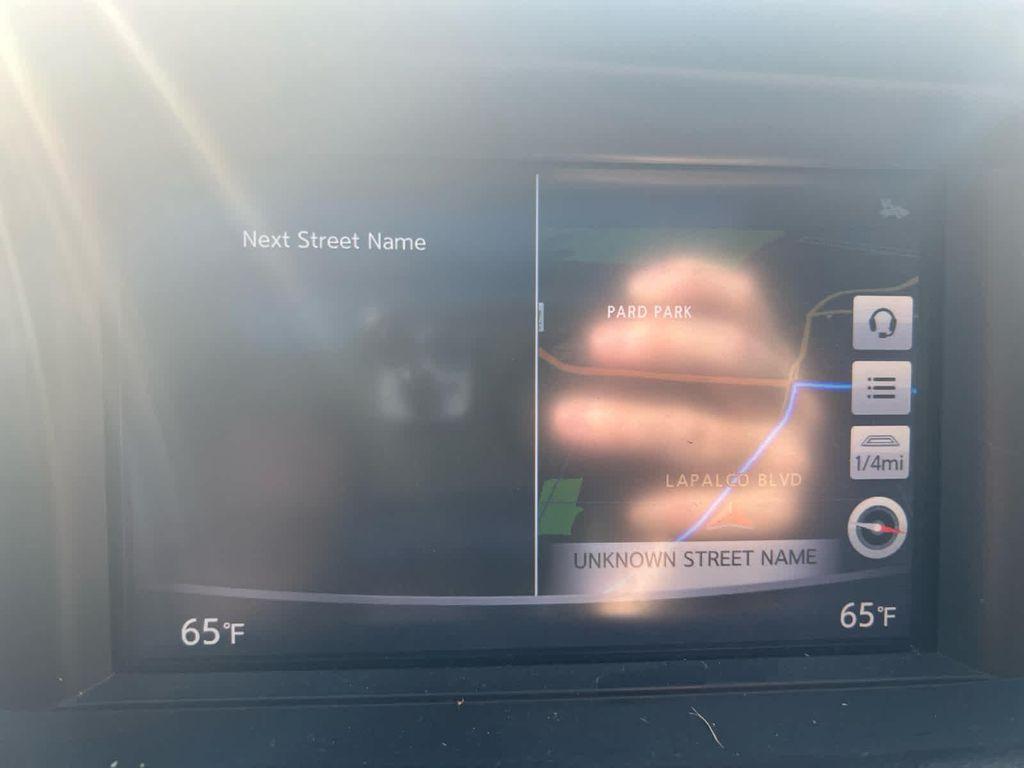 Next Street Name
PARD PARK
1/4mi
LAPALCO BLVD
UNKNOWN STREET NAME
65°F
65°F